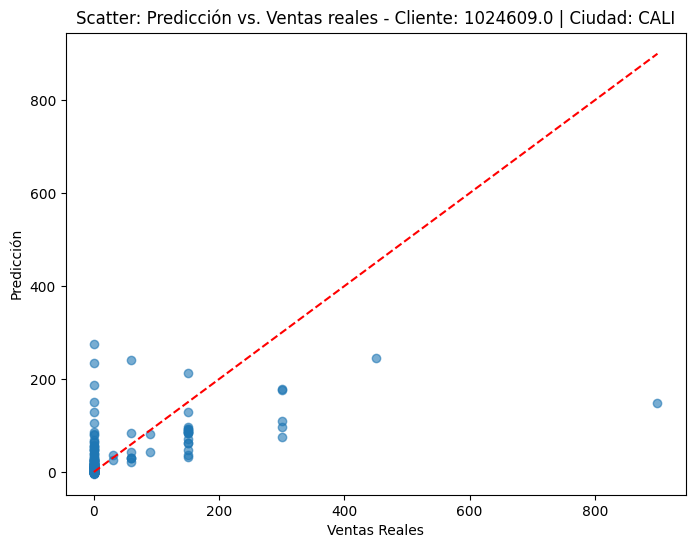 Scatter: Predicción vs. Ventas reales - Cliente: 1024609.0 | Ciudad: CALI
800
600
400
200
0
Predicción
0 200 400 600 800
Ventas Reales